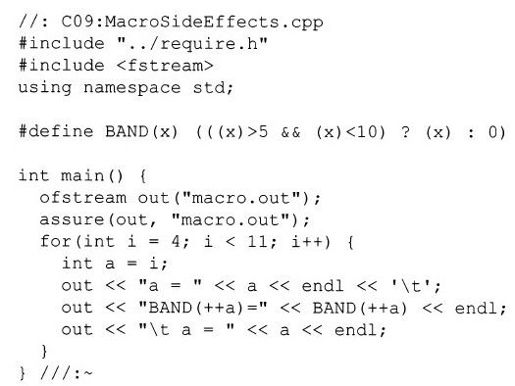 //: C09:MacroSideEffects.cpp
#include "../require.h"
#include <fstream>
using namespace std;

#define BAND(x) (((x)>5 && (x)<10) ? (x) : 0)

int main() {
  ofstream out("macro.out");
  assure(out, "macro.out");
  for(int i = 4; i < 11; i++) {
    int a = i;
    out << "a = " << a << endl << '\t';
    out << "BAND(++a)=" << BAND(++a) << endl;
    out << "\t a = " << a << endl;
  }
} ///:~